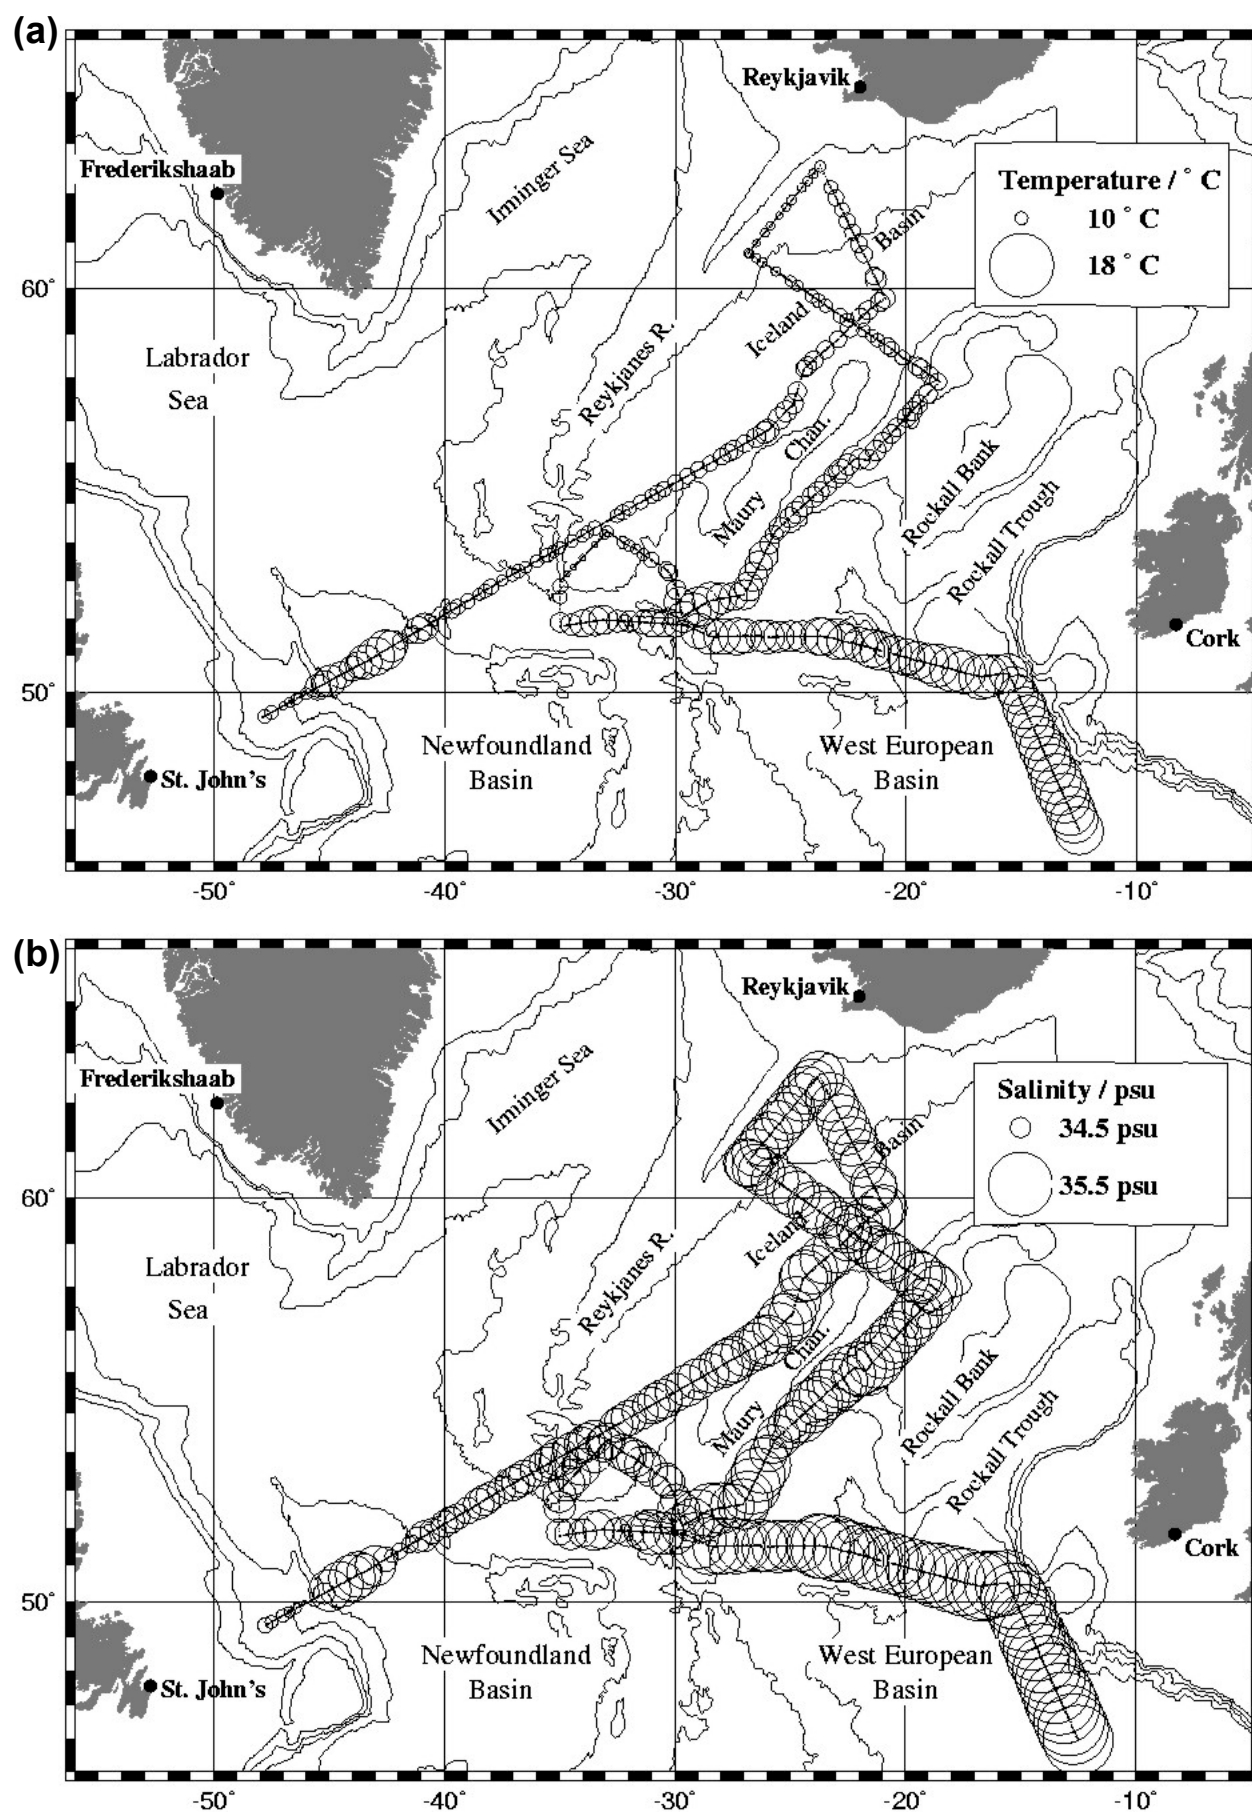 (a)
Reykjavik
Frederikshaab
Irminger Sea
Temperature / ° C
10 ° C
18 ° C
Basin
60°
Iceland
Labrador
Sea
Reykjanes R.
Chan.
Maury
Rockall Bank
Rockall Trough
Cork
50°
Newfoundland
Basin
West European
Basin
St. John's
-50°
-40°
-30°
-20°
-10°
(b)
Reykjavik
Frederikshaab
Irminger Sea
Salinity / psu
34.5 psu
35.5 psu
Basin
60°
Iceland
Labrador
Sea
Reykjanes R.
Chan.
Maury
Rockall Bank
Rockall Trough
Cork
50°
Newfoundland
Basin
West European
Basin
St. John's
-50°
-40°
-30°
-20°
-10°